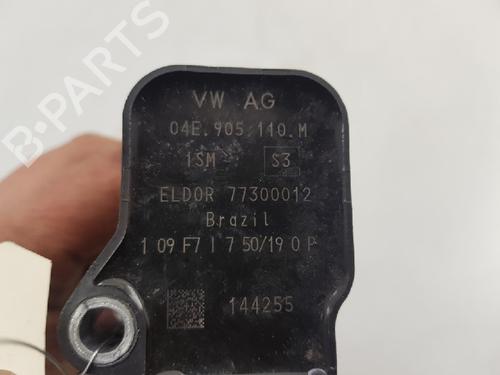 B-PARTS
VW AG
04E.905.110.M
1SM S3
ELDOR 77300012
Brazil
1 09 F7 I 7 50/19 0 P
144255